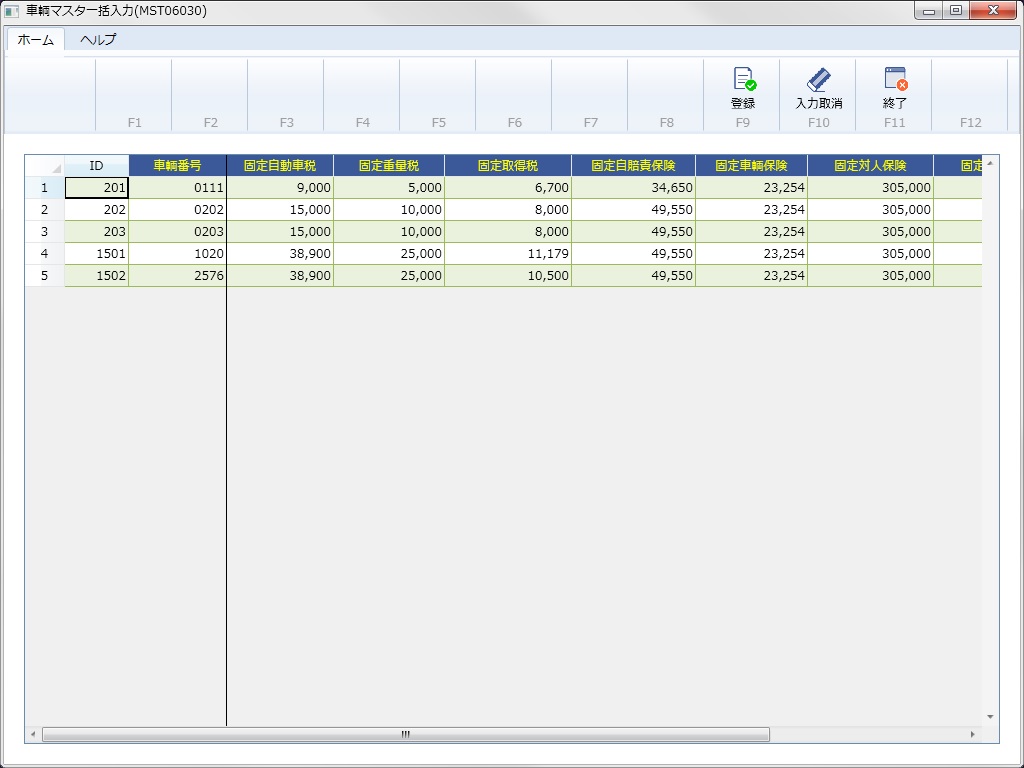 車輌マスター括入力(MST06030)
ホーム ヘルプ
登録 入力取消 終了
F1 F2 F3 F4 F5 F6 F7 F8 F9 F10 F11 F12
ID 車輌番号 固定自動車税 固定重量税 固定取得税 固定自賠責保険 固定車輌保険 固定対人保険 固定
1 201 0111 9,000 5,000 6,700 34,650 23,254 305,000
2 202 0202 15,000 10,000 8,000 49,550 23,254 305,000
3 203 0203 15,000 10,000 8,000 49,550 23,254 305,000
4 1501 1020 38,900 25,000 11,179 49,550 23,254 305,000
5 1502 2576 38,900 25,000 10,500 49,550 23,254 305,000